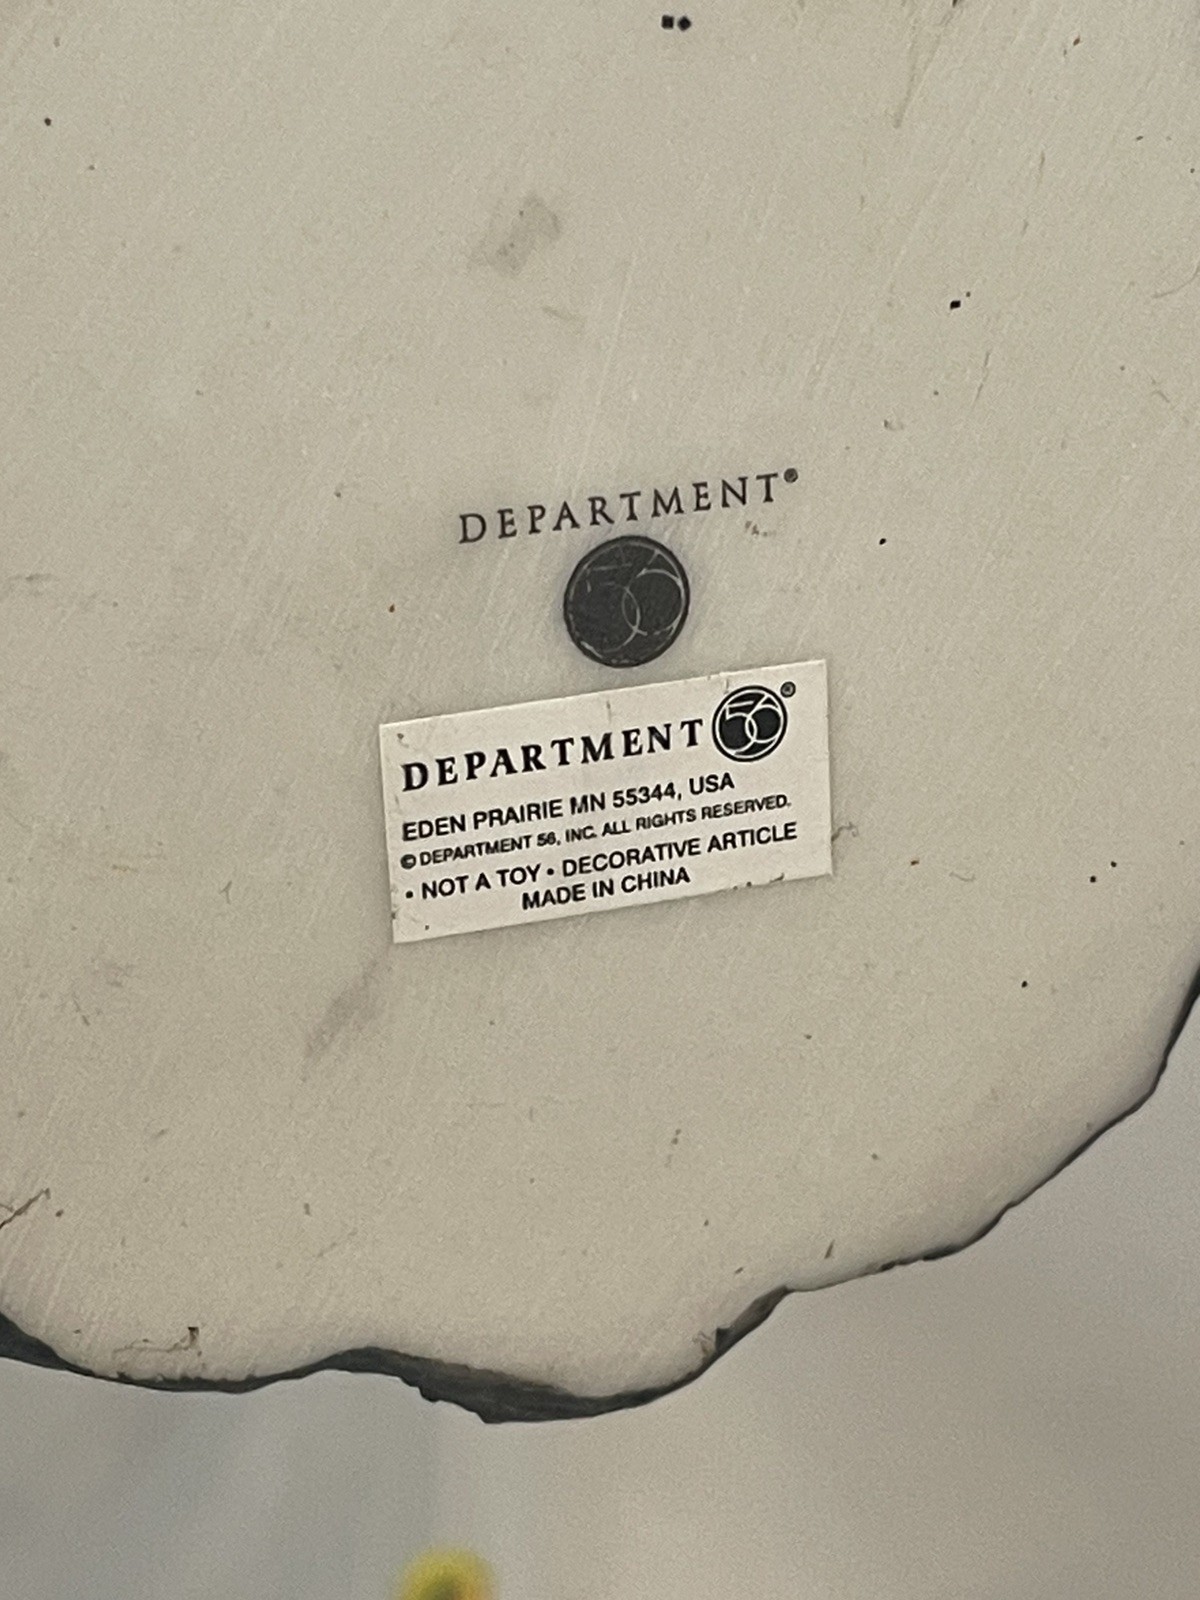 DEPARTMENT®
56
DEPARTMENT 56®
EDEN PRAIRIE MN 55344, USA
© DEPARTMENT 56, INC. ALL RIGHTS RESERVED.
• NOT A TOY • DECORATIVE ARTICLE
MADE IN CHINA